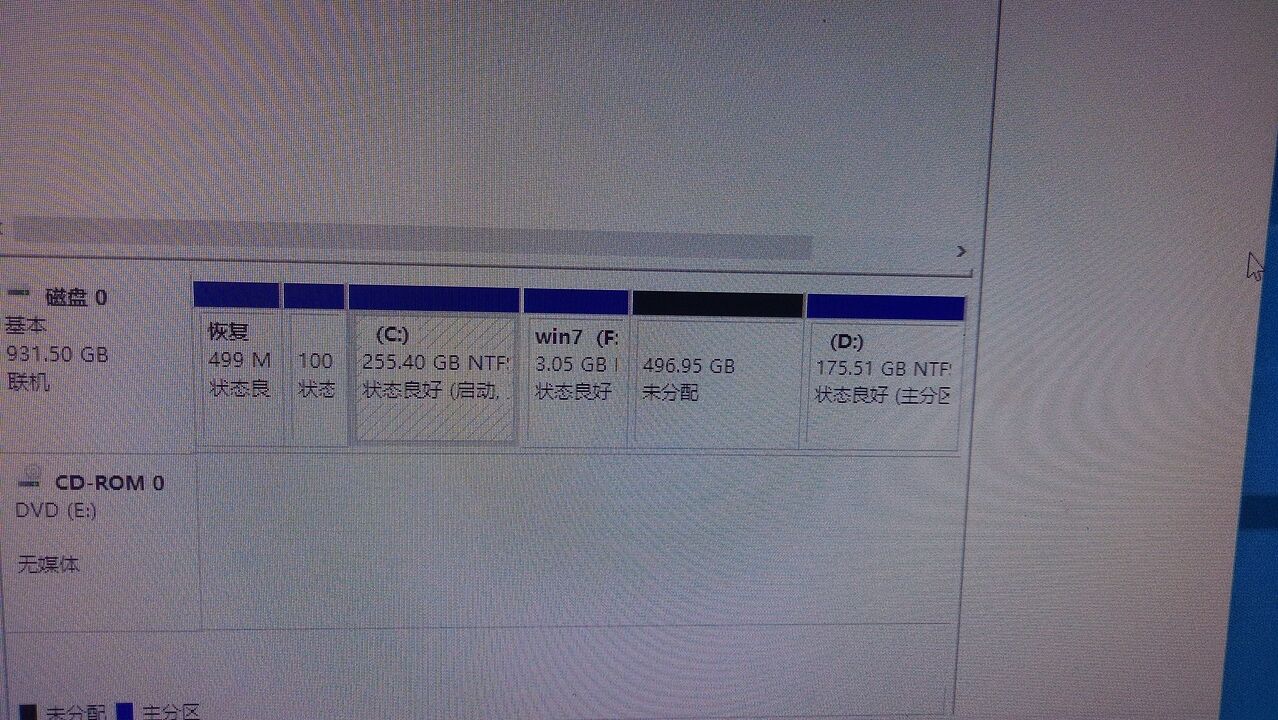 磁盘 0
基本
931.50 GB
联机
恢复
499 M
状态良
100
状态
(C:)
255.40 GB NTF
状态良好 (启动,
win7 (F:
3.05 GB
状态良好
496.95 GB
未分配
(D:)
175.51 GB NTF
状态良好 (主分区
CD-ROM 0
DVD (E:)
无媒体
未分配
主分区